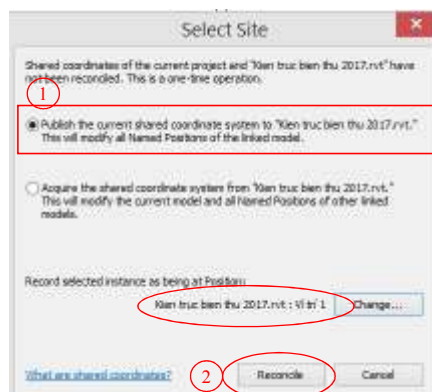 Select Site
Shared coordinates of the current project and "Kien truc bien thu 2017.rvt" have
not been reconciled. This is a one-time operation.
1
Publish the current shared coordinate system to "Kien truc bien thu 2017.rvt."
This will modify all Named Positions of the linked model.
Acquire the shared coordinate system from "Kien truc bien thu 2017.rvt."
This will modify the current model and all Named Positions of other linked
models.
Record selected instance as being at Position:
Kien truc bien thu 2017.rvt : Vị trí 1
Change...
What are shared coordinates?
2
Reconcile
Cancel